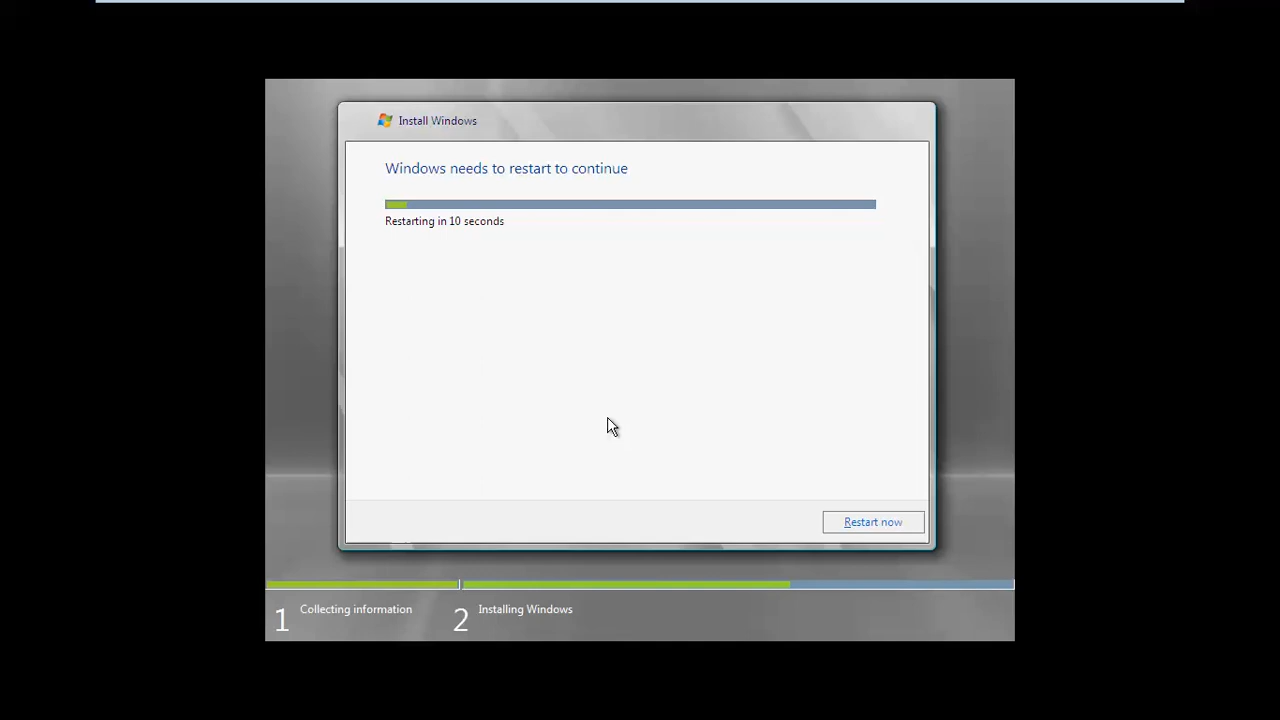 Install Windows
Windows needs to restart to continue
Restarting in 10 seconds
Restart now
1 Collecting information
2 Installing Windows